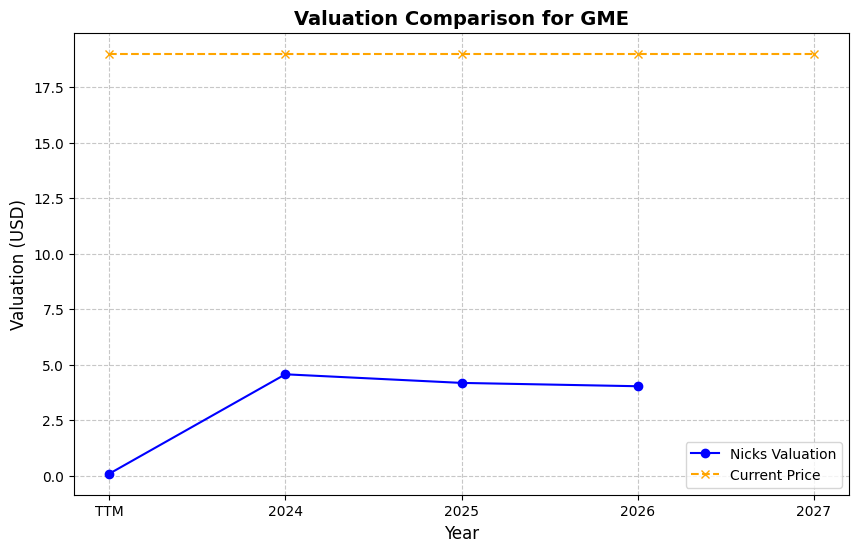 Valuation Comparison for GME
Valuation (USD)
17.5
15.0
12.5
10.0
7.5
5.0
2.5
0.0
Nicks Valuation
Current Price
TTM 2024 2025 2026 2027
Year